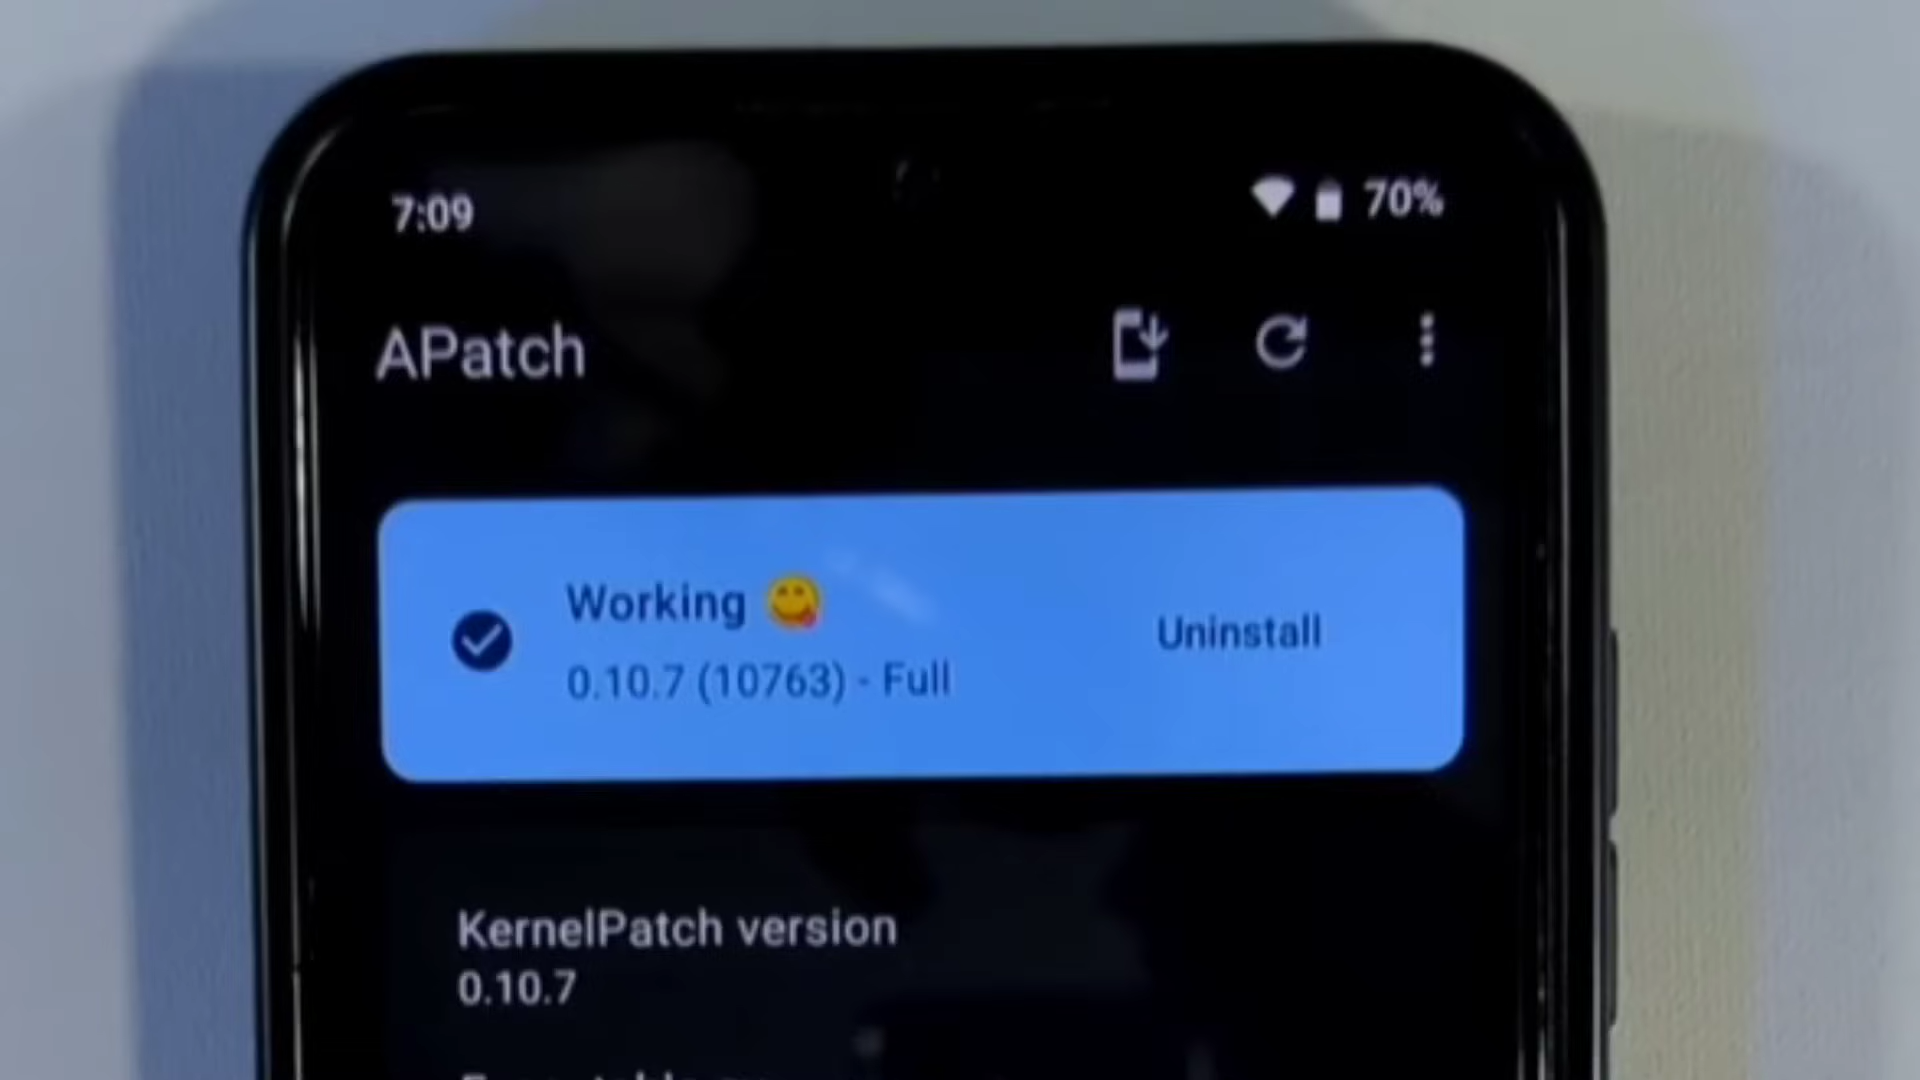 7:09 70%
APatch
Working 😋
0.10.7 (10763) - Full
Uninstall
KernelPatch version
0.10.7